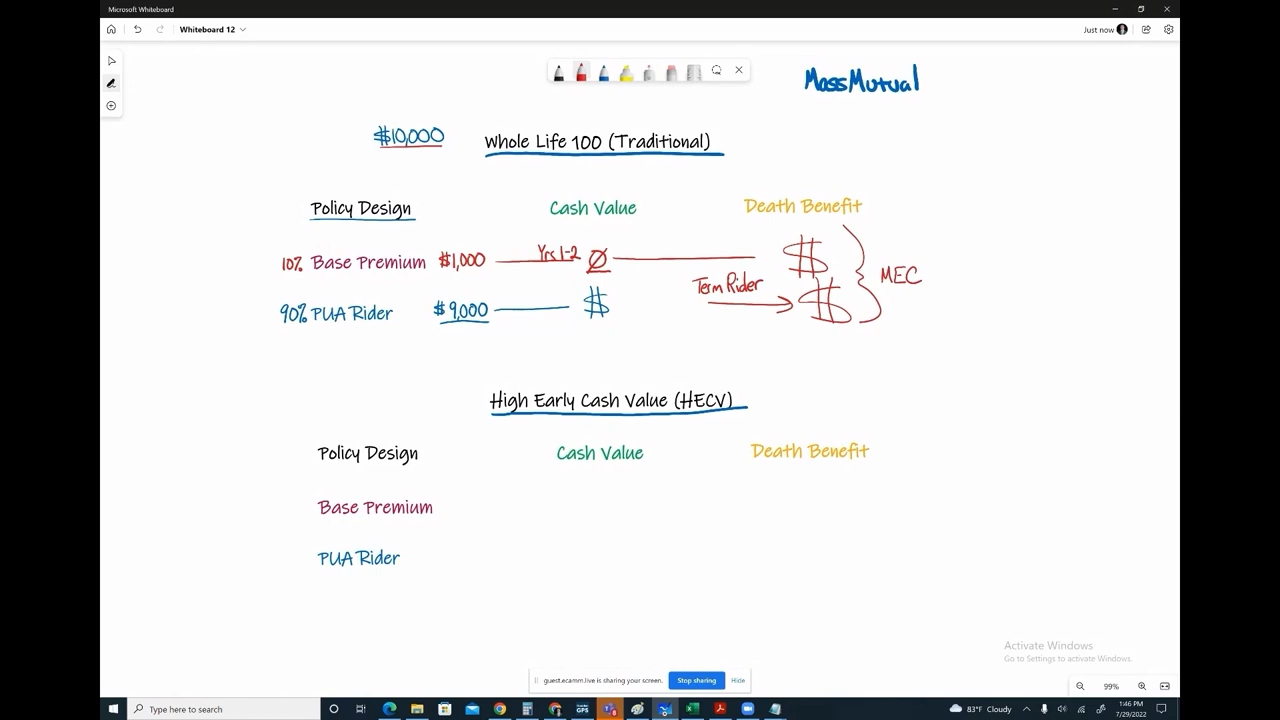 Microsoft Whiteboard
Whiteboard 12
Just now
MassMutual
$10,000 Whole Life 100 (Traditional)
Policy Design Cash Value Death Benefit
10% Base Premium $1,000 Yrs 1-2 Ø $
Term Rider MEC
90% PUA Rider $9,000 $ $
High Early Cash Value (HECV)
Policy Design Cash Value Death Benefit
Base Premium
PUA Rider
Activate Windows
Go to Settings to activate Windows.
guest.ecamm.live is sharing your screen. Stop sharing Hide
99%
Type here to search
83°F Cloudy
1:46 PM
7/29/2022